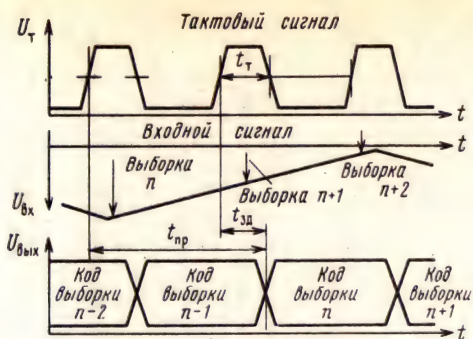 Uт
Тактовый сигнал
tт
t
Входной сигнал
t
Uвх
Выборка n
Выборка n+1
Выборка n+2
tзд
tпр
Uвых
Код выборки n-2
Код выборки n-1
Код выборки n
Код выборки n+1
t